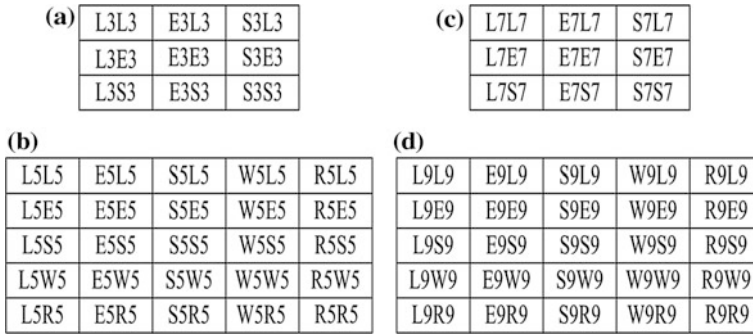 (a)
L3L3 E3L3 S3L3
L3E3 E3E3 S3E3
L3S3 E3S3 S3S3
(c)
L7L7 E7L7 S7L7
L7E7 E7E7 S7E7
L7S7 E7S7 S7S7
(b)
L5L5 E5L5 S5L5 W5L5 R5L5
L5E5 E5E5 S5E5 W5E5 R5E5
L5S5 E5S5 S5S5 W5S5 R5S5
L5W5 E5W5 S5W5 W5W5 R5W5
L5R5 E5R5 S5R5 W5R5 R5R5
(d)
L9L9 E9L9 S9L9 W9L9 R9L9
L9E9 E9E9 S9E9 W9E9 R9E9
L9S9 E9S9 S9S9 W9S9 R9S9
L9W9 E9W9 S9W9 W9W9 R9W9
L9R9 E9R9 S9R9 W9R9 R9R9